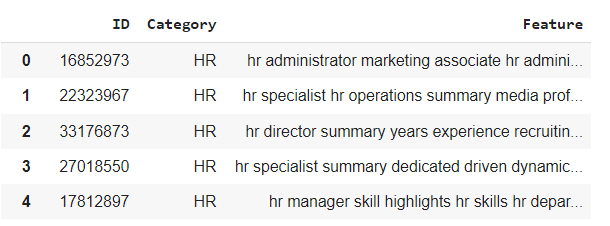 ID Category Feature
0 16852973 HR hr administrator marketing associate hr admini...
1 22323967 HR hr specialist hr operations summary media prof...
2 33176873 HR hr director summary years experience recruitin...
3 27018550 HR hr specialist summary dedicated driven dynamic...
4 17812897 HR hr manager skill highlights hr skills hr depar...